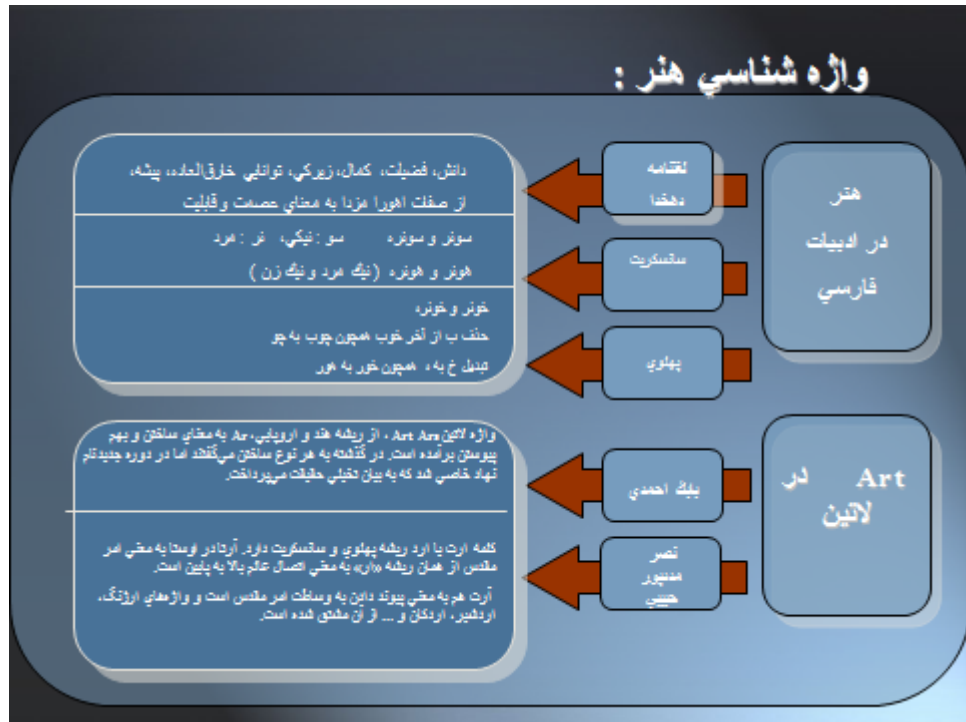 واژه شناسي هنر :
هنر
در ادبيات
فارسي
لغتنامه
دهخدا
دانش، فضيلت، كمال، زيركي، توانايي خارق‌العاده، پيشه،
از صفات اهورا مزدا به معناي عصمت و قابليت
سانسكريت
سونر و سونره سو : نيكي، نر : مرد
هونر و هونره ( نيك مرد و نيك زن )
پهلوي
خونر و خونره
حذف ب از آخر خوب همچون چوب به چو
تبديل خ به ه همچون خور به هور
Art در
لاتين
بابك احمدي
واژه لاتين Art Ars ، از ريشه هند و اروپايي، Ar به معناي ساختن و بهم
پيوستن برآمده است. در گذشته به هر نوع ساختن مي‌گفتند اما در دوره جديد نام
نهاد خاصي شد كه به بيان تخيلي حقيقت مي‌پرداخت.
نصر
مددپور
حبيبي
كلمه ارت يا ارد ريشه پهلوي و سانسكريت دارد. آرتا در اوستا به معني امر
مقدس از همان ريشه «ار» به معني اتصال عالم بالا به پايين است.
آرت هم به معني پيوند دادن به وساطت امر مقدس است و واژه‌هاي ارژنگ،
اردشير، اردكان و ... از آن مشتق شده است.